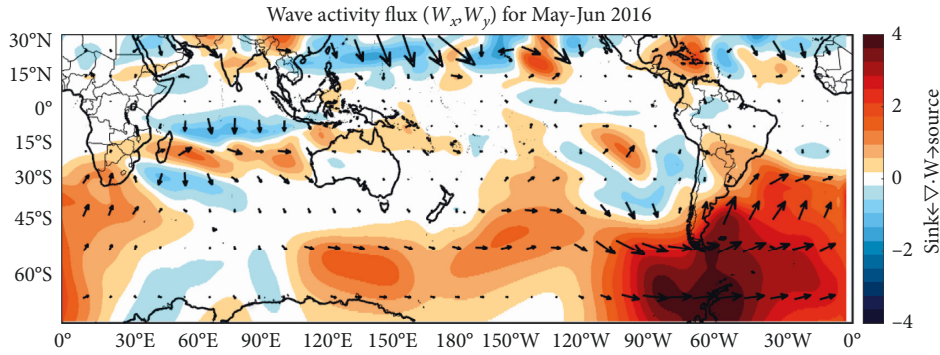 Wave activity flux (Wx, Wy) for May-Jun 2016
30°N
15°N
0°
15°S
30°S
45°S
60°S
0° 30°E 60°E 90°E 120°E 150°E 180° 150°W 120°W 90°W 60°W 30°W 0°
4
2
0
−2
−4
Sink←▽·W→source